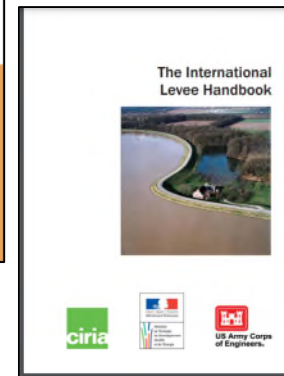 The International
Levee Handbook
ciria
US Army Corps
of Engineers.